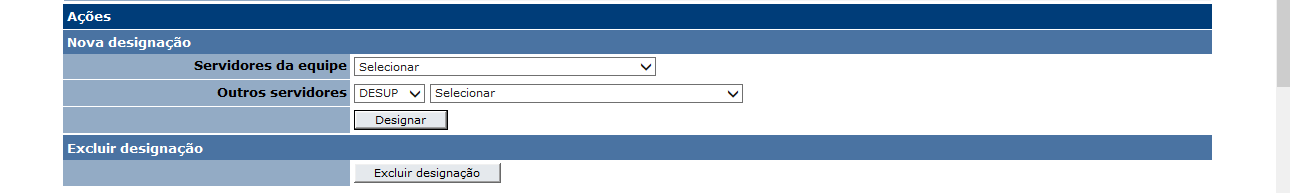 Ações
Nova designação
Servidores da equipe Selecionar
Outros servidores DESUP Selecionar
Designar
Excluir designação
Excluir designação